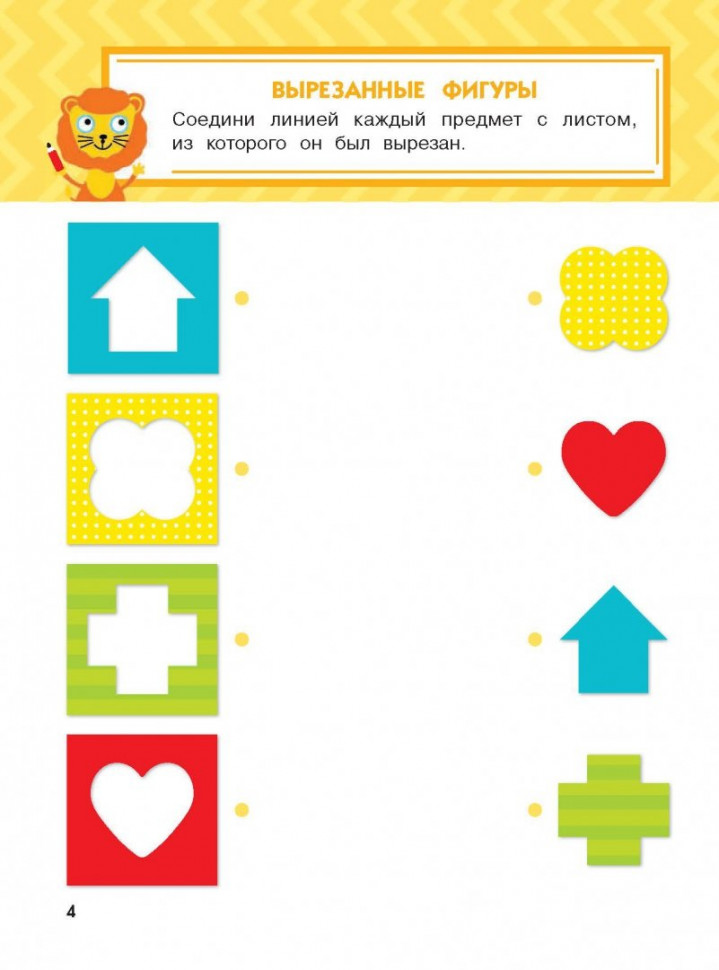 ВЫРЕЗАННЫЕ ФИГУРЫ
Соедини линией каждый предмет с листом,
из которого он был вырезан.
4